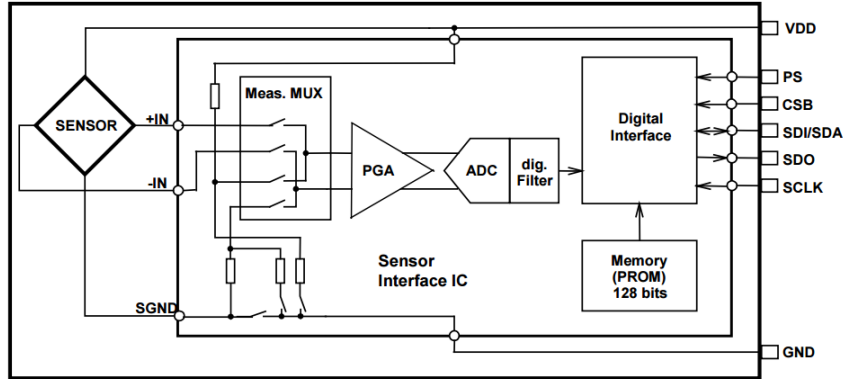 VDD
Meas. MUX
PS
+IN
Digital
Interface
CSB
SENSOR
SDI/SDA
PGA
ADC
dig.
Filter
SDO
-IN
SCLK
Sensor
Interface IC
Memory
(PROM)
128 bits
SGND
GND